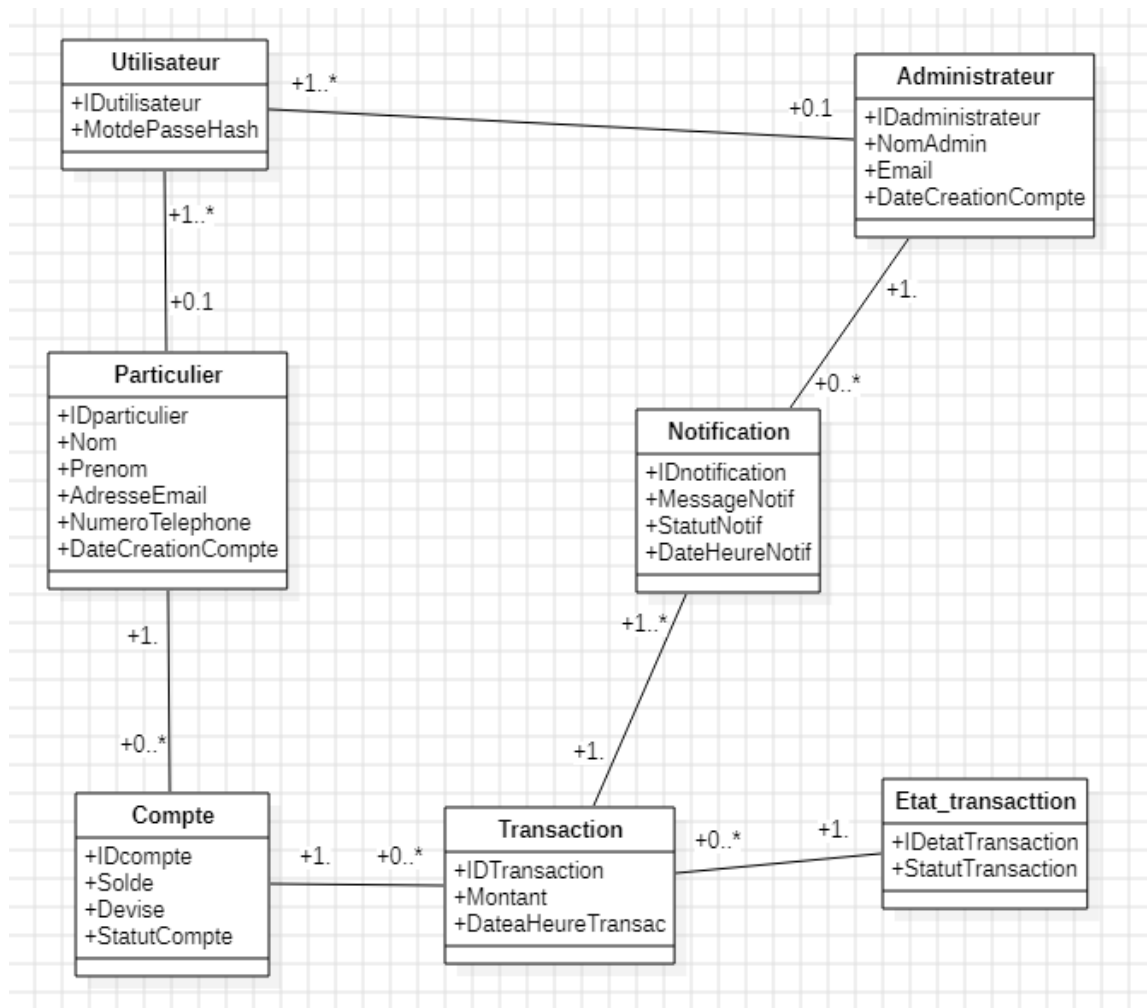 Utilisateur
+IDutilisateur
+MotdePasseHash
+1..*
+0.1
Administrateur
+IDadministrateur
+NomAdmin
+Email
+DateCreationCompte
+1..*
+0.1
Particulier
+IDparticulier
+Nom
+Prenom
+AdresseEmail
+NumeroTelephone
+DateCreationCompte
+1.
+0..*
Notification
+IDnotification
+MessageNotif
+StatutNotif
+DateHeureNotif
+1.
+0..*
+1..*
+1.
Compte
+IDcompte
+Solde
+Devise
+StatutCompte
+1.
+0..*
Transaction
+IDTransaction
+Montant
+DateaHeureTransac
+0..*
+1.
Etat_transacttion
+IDetatTransaction
+StatutTransaction